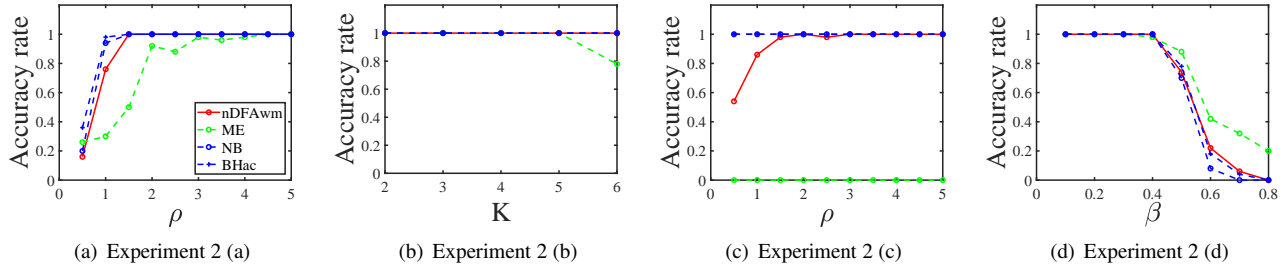 Accuracy rate
1
0.8
0.6
0.4
0.2
0
0 1 2 3 4 5
ρ
nDFAwm
ME
NB
BHac
(a) Experiment 2 (a)
Accuracy rate
1
0.8
0.6
0.4
0.2
0
2 3 4 5 6
K
(b) Experiment 2 (b)
Accuracy rate
1
0.8
0.6
0.4
0.2
0
0 1 2 3 4 5
ρ
(c) Experiment 2 (c)
Accuracy rate
1
0.8
0.6
0.4
0.2
0
0 0.2 0.4 0.6 0.8
β
(d) Experiment 2 (d)